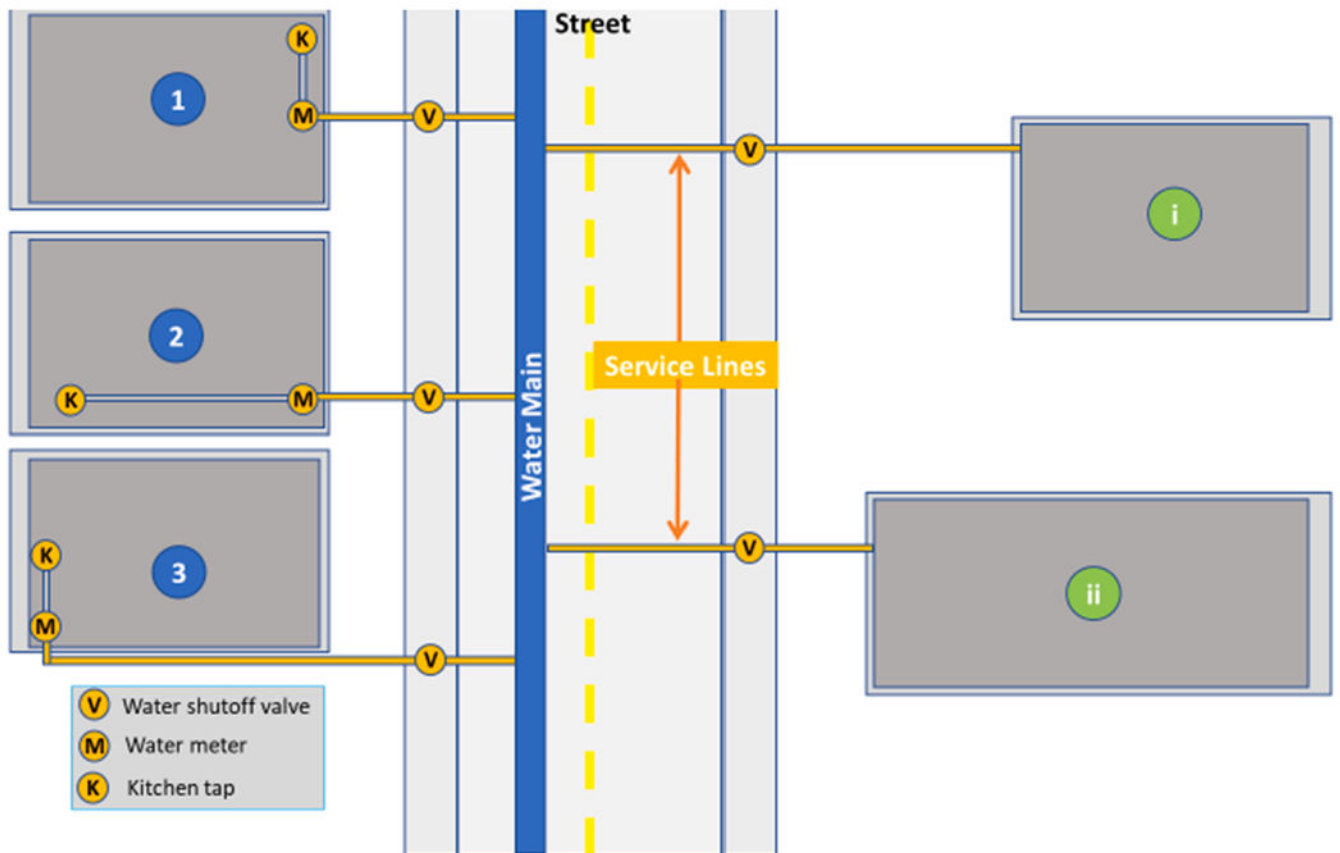 Street
K
1
M
V
V
i
2
Water Main
Service Lines
K
M
V
K
3
V
ii
M
V
V Water shutoff valve
M Water meter
K Kitchen tap